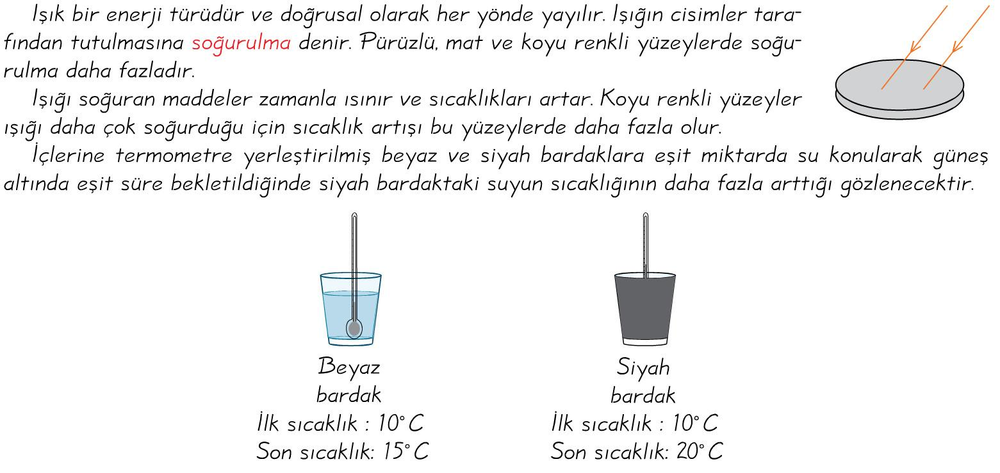 Işık bir enerji türüdür ve doğrusal olarak her yönde yayılır. Işığın cisimler tara-
fından tutulmasına soğurulma denir. Pürüzlü, mat ve koyu renkli yüzeylerde soğu-
rulma daha fazladır.
Işığı soğuran maddeler zamanla ısınır ve sıcaklıkları artar. Koyu renkli yüzeyler
ışığı daha çok soğurduğu için sıcaklık artışı bu yüzeylerde daha fazla olur.
İçlerine termometre yerleştirilmiş beyaz ve siyah bardaklara eşit miktarda su konularak güneş
altında eşit süre bekletildiğinde siyah bardaktaki suyun sıcaklığının daha fazla arttığı gözlenecektir.
Beyaz
bardak
İlk sıcaklık : 10°C
Son sıcaklık: 15°C
Siyah
bardak
İlk sıcaklık : 10°C
Son sıcaklık: 20°C